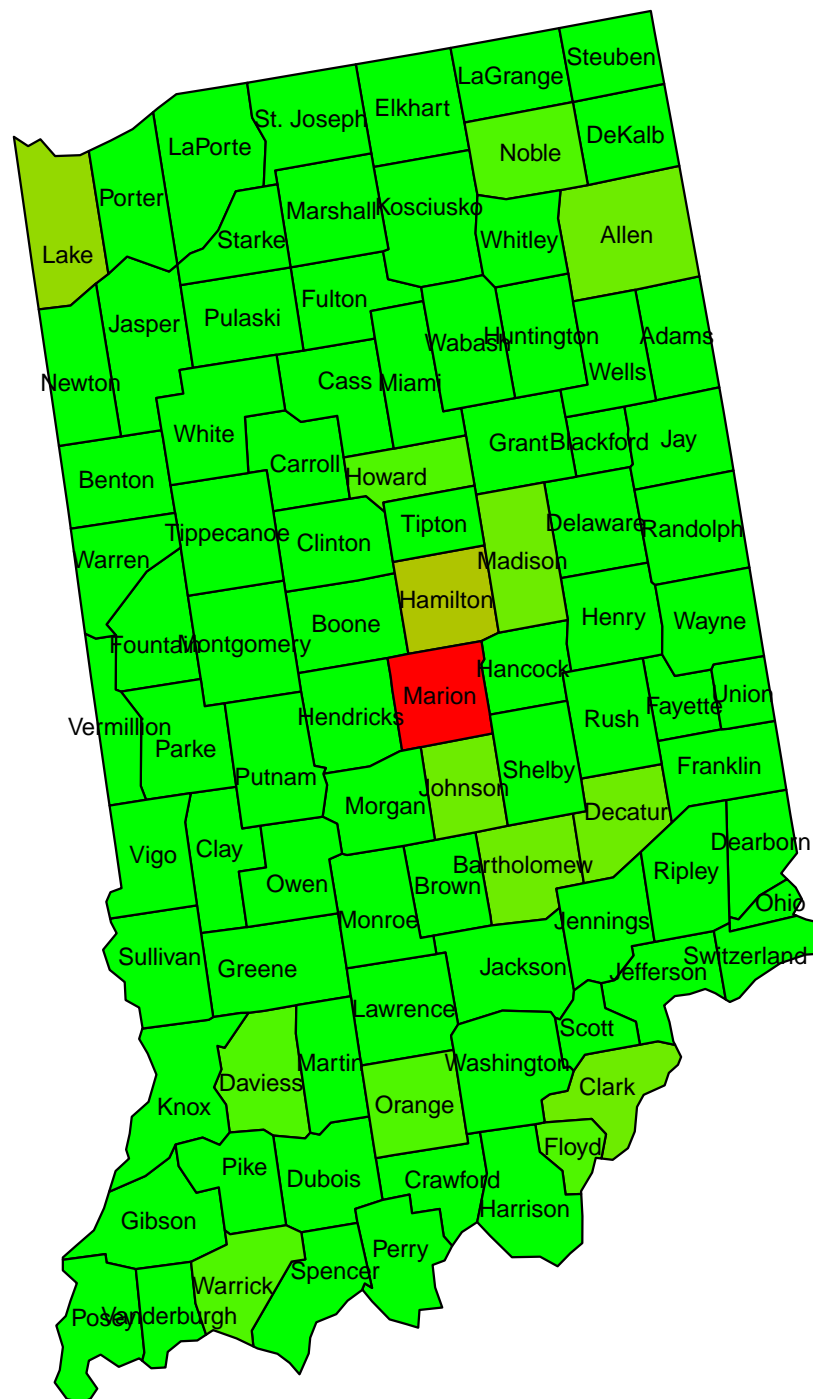 Steuben
LaGrange
Elkhart
St. Joseph
LaPorte
DeKalb
Noble
Porter
Marshall
Kosciusko
Starke
Whitley
Allen
Lake
Fulton
Pulaski
Jasper
Wabash
Huntington
Adams
Newton
Cass
Miami
Wells
White
Grant
Blackford
Jay
Carroll
Howard
Benton
Tippecanoe
Clinton
Tipton
Delaware
Randolph
Warren
Madison
Hamilton
Boone
Henry
Wayne
Fountain
Montgomery
Hancock
Marion
Union
Fayette
Hendricks
Rush
Vermillion
Parke
Putnam
Shelby
Franklin
Johnson
Morgan
Decatur
Dearborn
Vigo
Clay
Bartholomew
Ripley
Owen
Brown
Ohio
Monroe
Jennings
Sullivan
Greene
Jackson
Jefferson
Switzerland
Lawrence
Scott
Martin
Washington
Daviess
Clark
Knox
Orange
Floyd
Pike
Dubois
Crawford
Harrison
Gibson
Perry
Spencer
Warrick
Posey
Vanderburgh